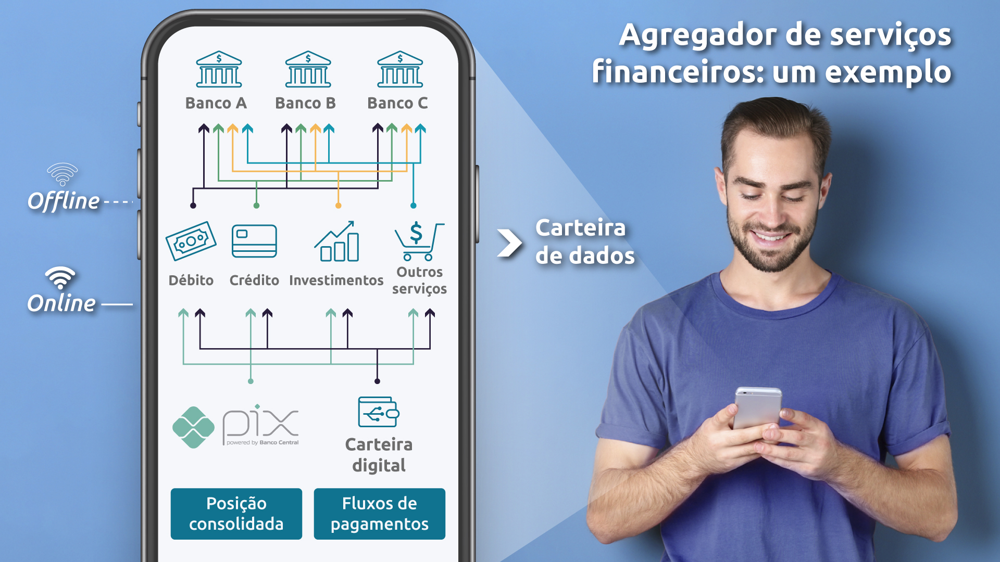 Agregador de serviços
financeiros: um exemplo
$ $ $
Banco A Banco B Banco C
Offline
Online
$
Débito Crédito Investimentos Outros
serviços
Carteira
de dados
pix
powered by Banco Central
Carteira
digital
Posição
consolidada
Fluxos de
pagamentos